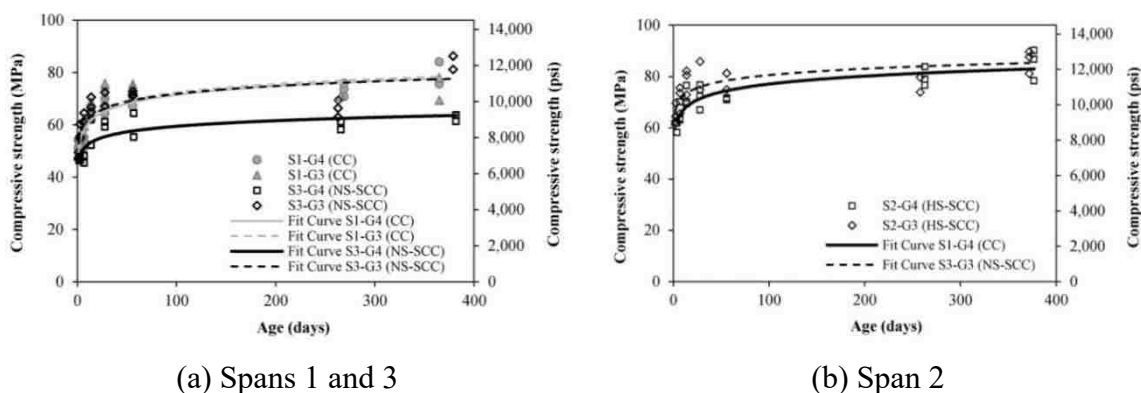 100
80
60
40
20
0
Compressive strength (MPa)
14,000
12,000
10,000
8,000
6,000
4,000
2,000
0
Compressive strength (psi)
S1-G4 (CC)
S1-G3 (CC)
S3-G4 (NS-SCC)
S3-G3 (NS-SCC)
Fit Curve S1-G4 (CC)
Fit Curve S1-G3 (CC)
Fit Curve S3-G4 (NS-SCC)
Fit Curve S3-G3 (NS-SCC)
0 100 200 300 400
Age (days)
(a) Spans 1 and 3
100
80
60
40
20
0
Compressive strength (MPa)
14,000
12,000
10,000
8,000
6,000
4,000
2,000
0
Compressive strength (psi)
S2-G4 (HS-SCC)
S2-G3 (HS-SCC)
Fit Curve S1-G4 (CC)
Fit Curve S3-G3 (NS-SCC)
0 100 200 300 400
Age (days)
(b) Span 2